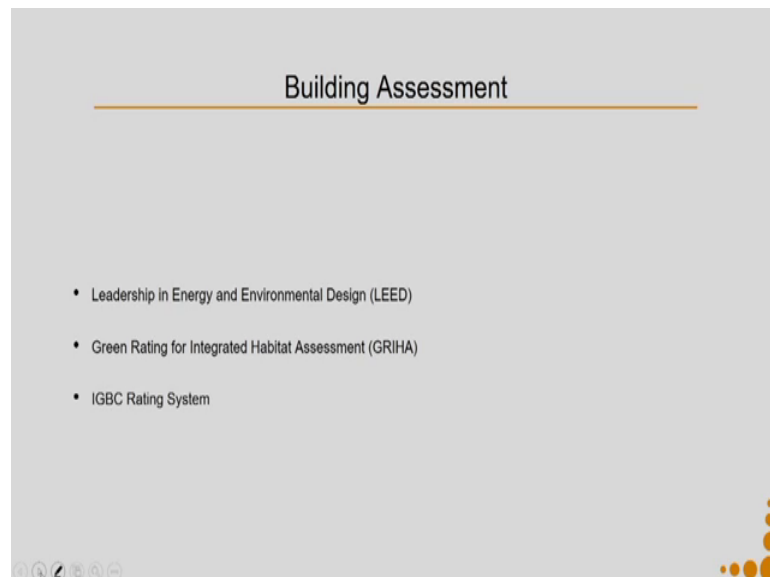 Building Assessment
• Leadership in Energy and Environmental Design (LEED)
• Green Rating for Integrated Habitat Assessment (GRIHA)
• IGBC Rating System